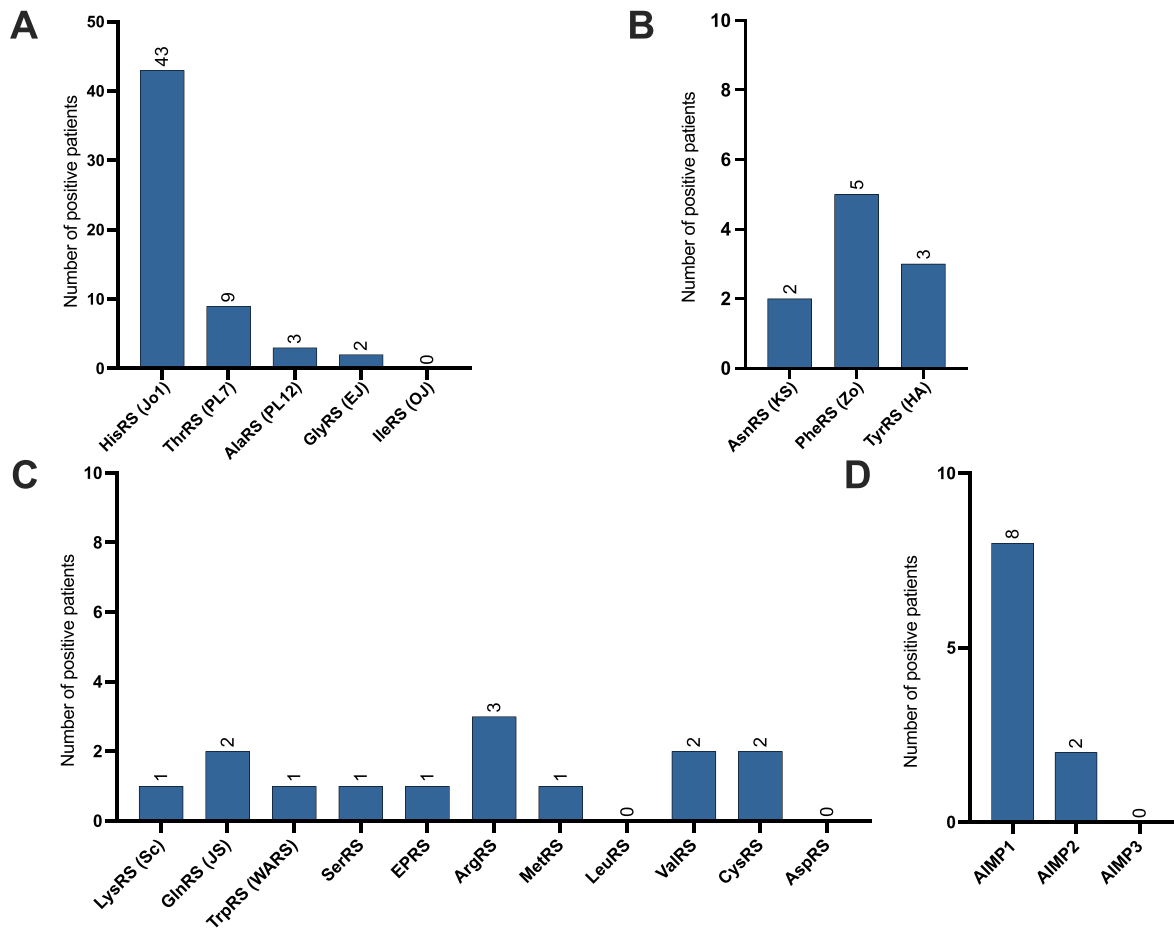 A
Number of positive patients
50
40
30
20
10
0
43
9
3
2
0
HisRS (Jo1)
ThrRS (PL7)
AlaRS (PL12)
GlyRS (EJ)
IleRS (OJ)
B
Number of positive patients
10
8
6
4
2
0
2
5
3
AsnRS (KS)
PheRS (Zo)
TyrRS (HA)
C
Number of positive patients
10
8
6
4
2
0
1
2
1
1
1
3
1
0
2
2
0
LysRS (Sc)
GlnRS (JS)
TrpRS (WARS)
SerRS
EPRS
ArgRS
MetRS
LeuRS
ValRS
CysRS
AspRS
D
Number of positive patients
10
5
0
8
2
0
AIMP1
AIMP2
AIMP3